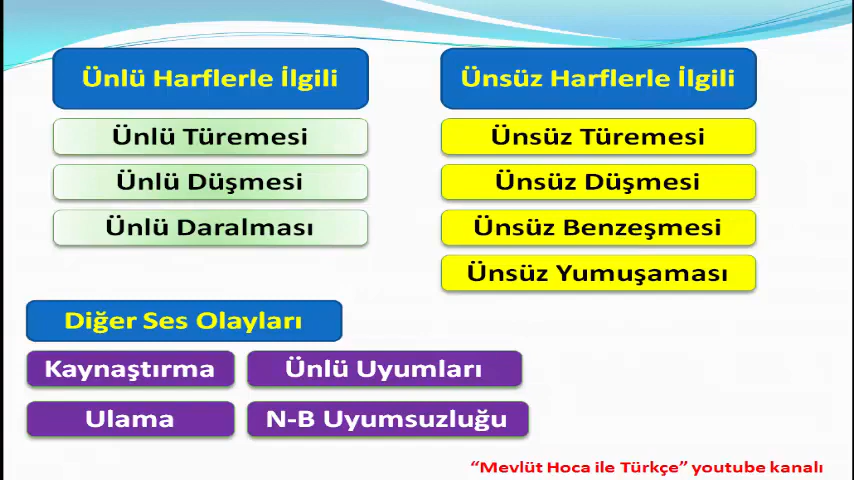 Ünlü Harflerle İlgili
Ünlü Türemesi
Ünlü Düşmesi
Ünlü Daralması
Ünsüz Harflerle İlgili
Ünsüz Türemesi
Ünsüz Düşmesi
Ünsüz Benzeşmesi
Ünsüz Yumuşaması
Diğer Ses Olayları
Kaynaştırma
Ünlü Uyumları
Ulama
N-B Uyumsuzluğu
“Mevlüt Hoca ile Türkçe” youtube kanalı